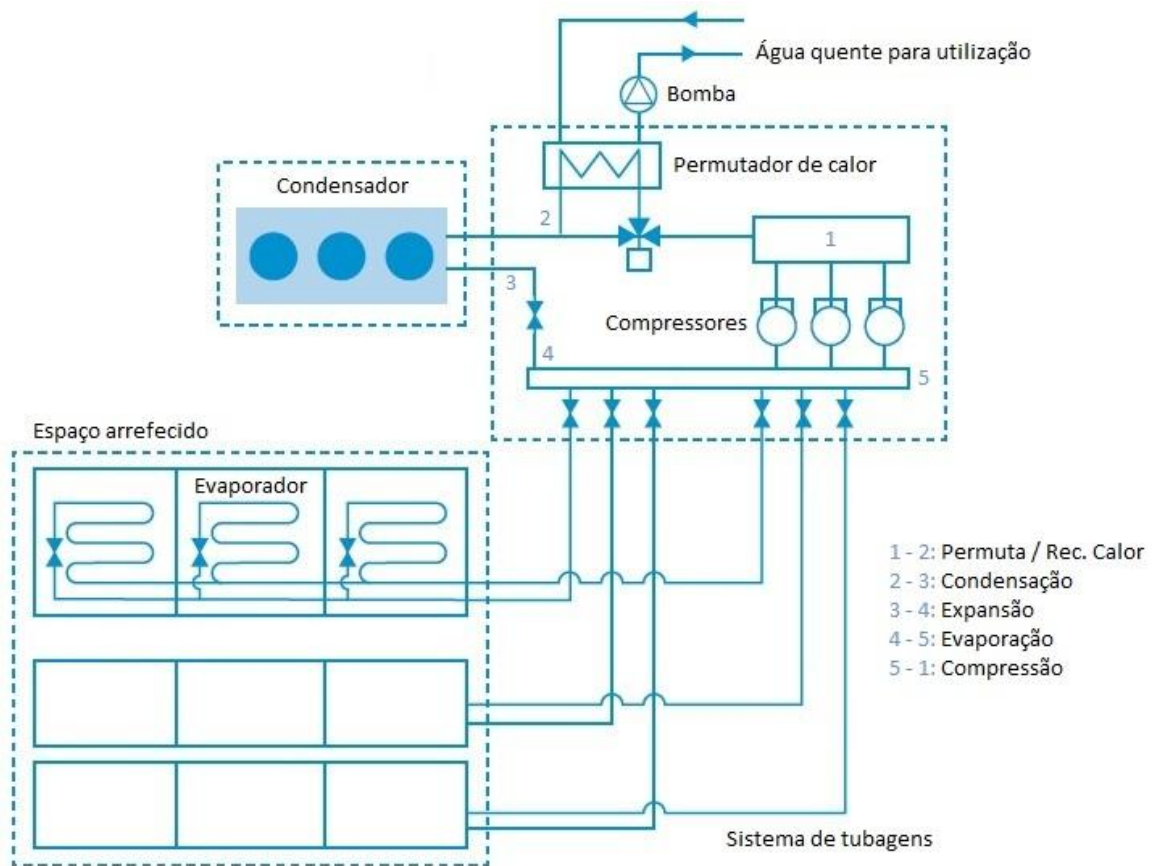 Água quente para utilização
Bomba
Permutador de calor
Condensador
2
1
3
Compressores
4
5
Espaço arrefecido
Evaporador
1 - 2: Permuta / Rec. Calor
2 - 3: Condensação
3 - 4: Expansão
4 - 5: Evaporação
5 - 1: Compressão
Sistema de tubagens